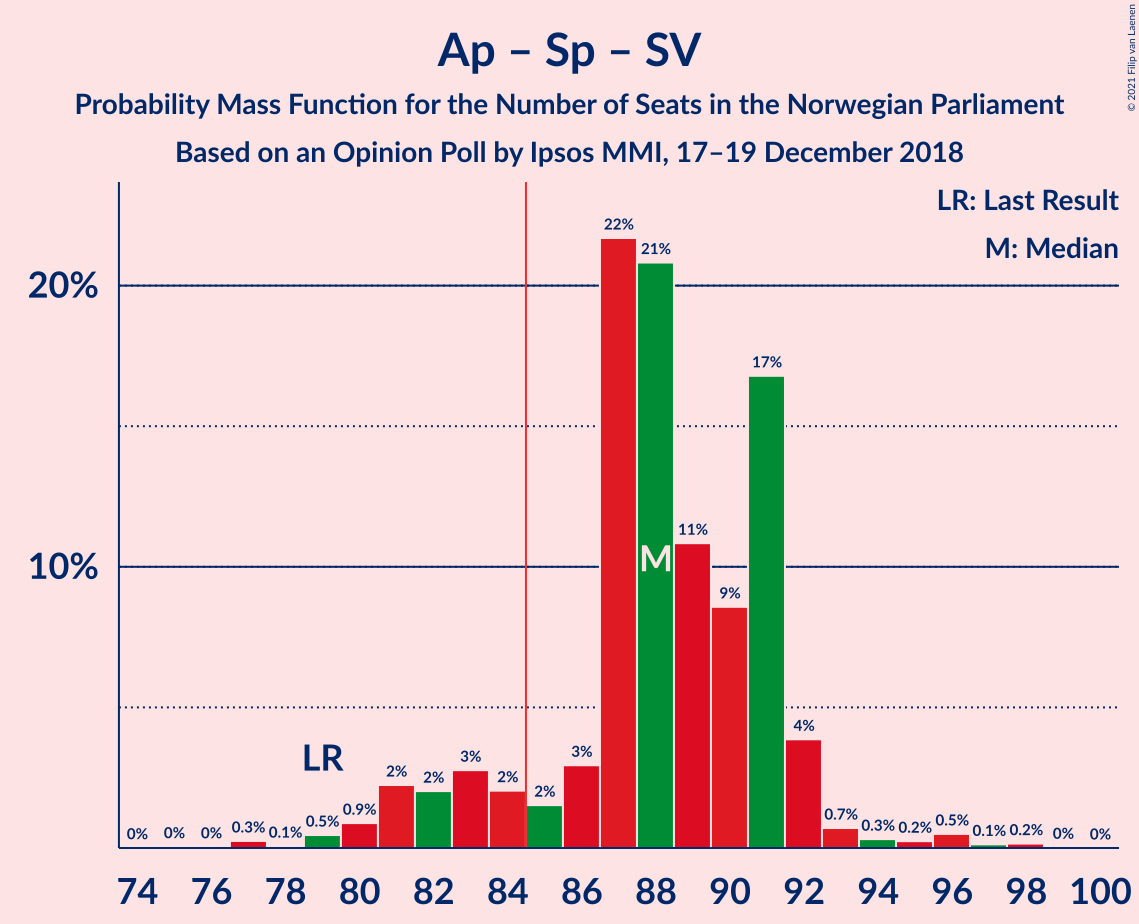 Ap – Sp – SV
Probability Mass Function for the Number of Seats in the Norwegian Parliament
Based on an Opinion Poll by Ipsos MMI, 17–19 December 2018
© 2021 Filip van Laenen
LR: Last Result
M: Median
20%
10%
LR
M
0% 0% 0% 0.3% 0.1% 0.5% 0.9% 2% 2% 3% 2% 2% 3% 22% 21% 11% 9% 17% 4% 0.7% 0.3% 0.2% 0.5% 0.1% 0.2% 0% 0%
74 76 78 80 82 84 86 88 90 92 94 96 98 100